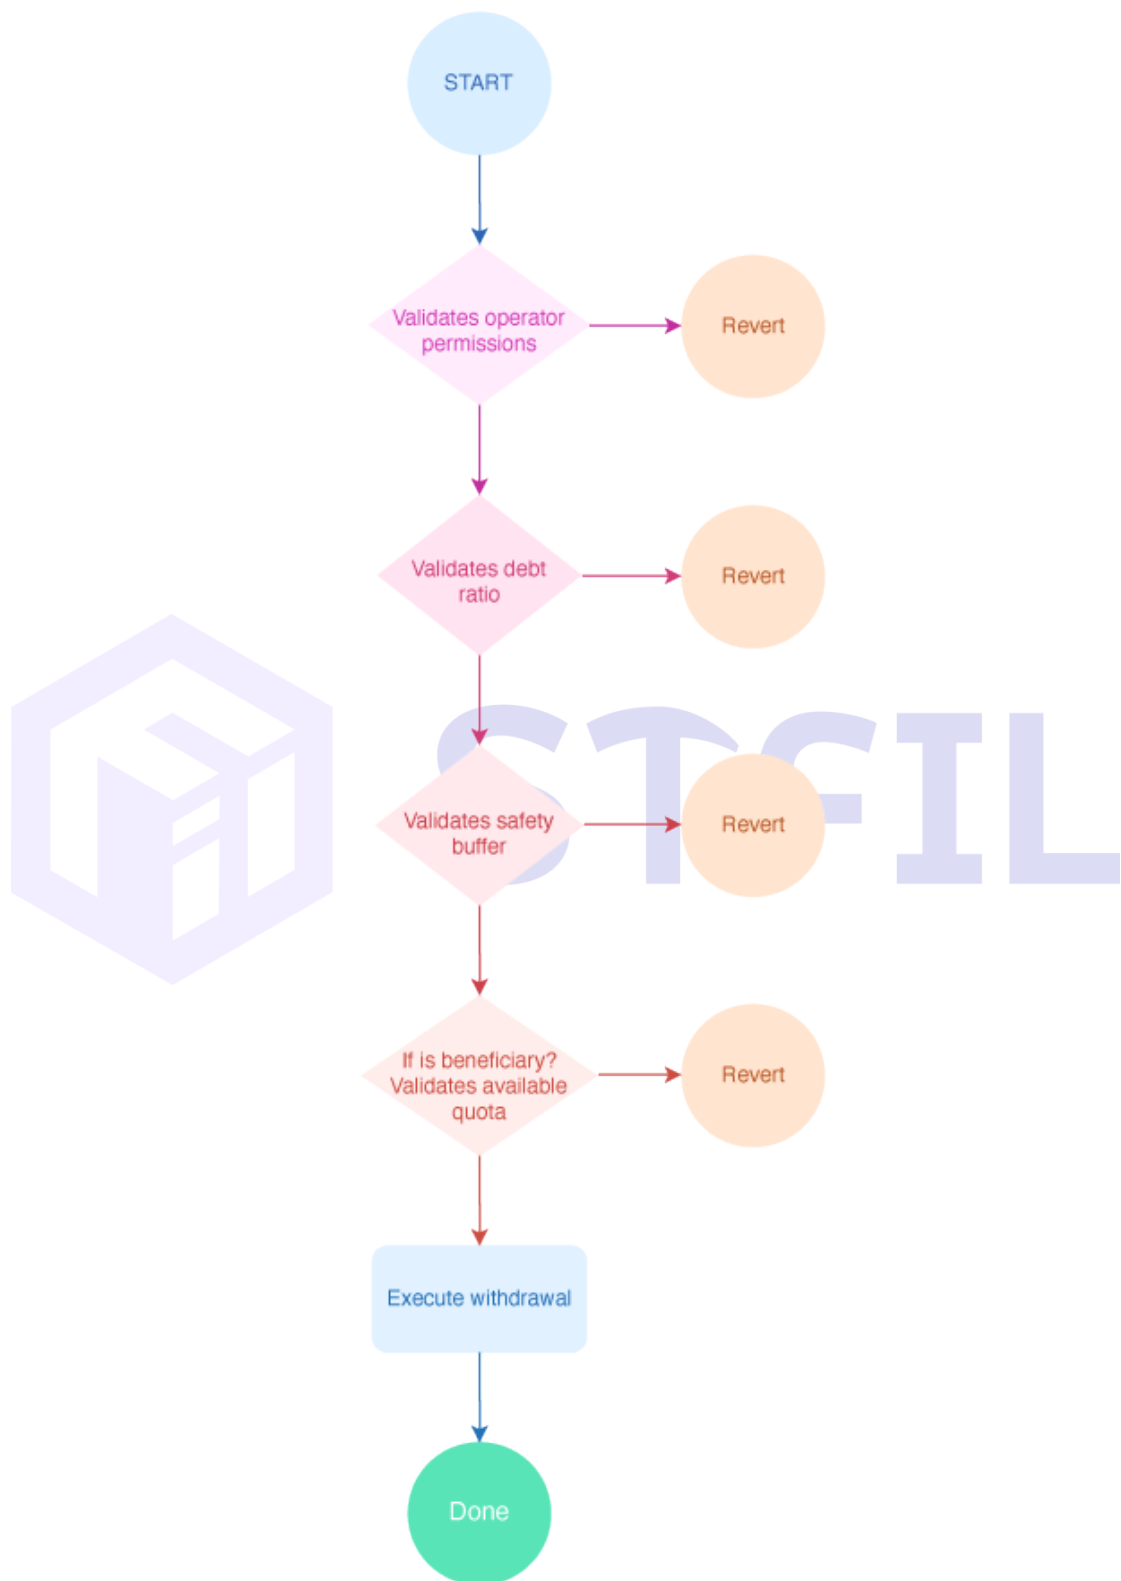 START
Validates operator
permissions
Revert
Validates debt
ratio
Revert
STFIL
Validates safety
buffer
Revert
If is beneficiary?
Validates available
quota
Revert
Execute withdrawal
Done